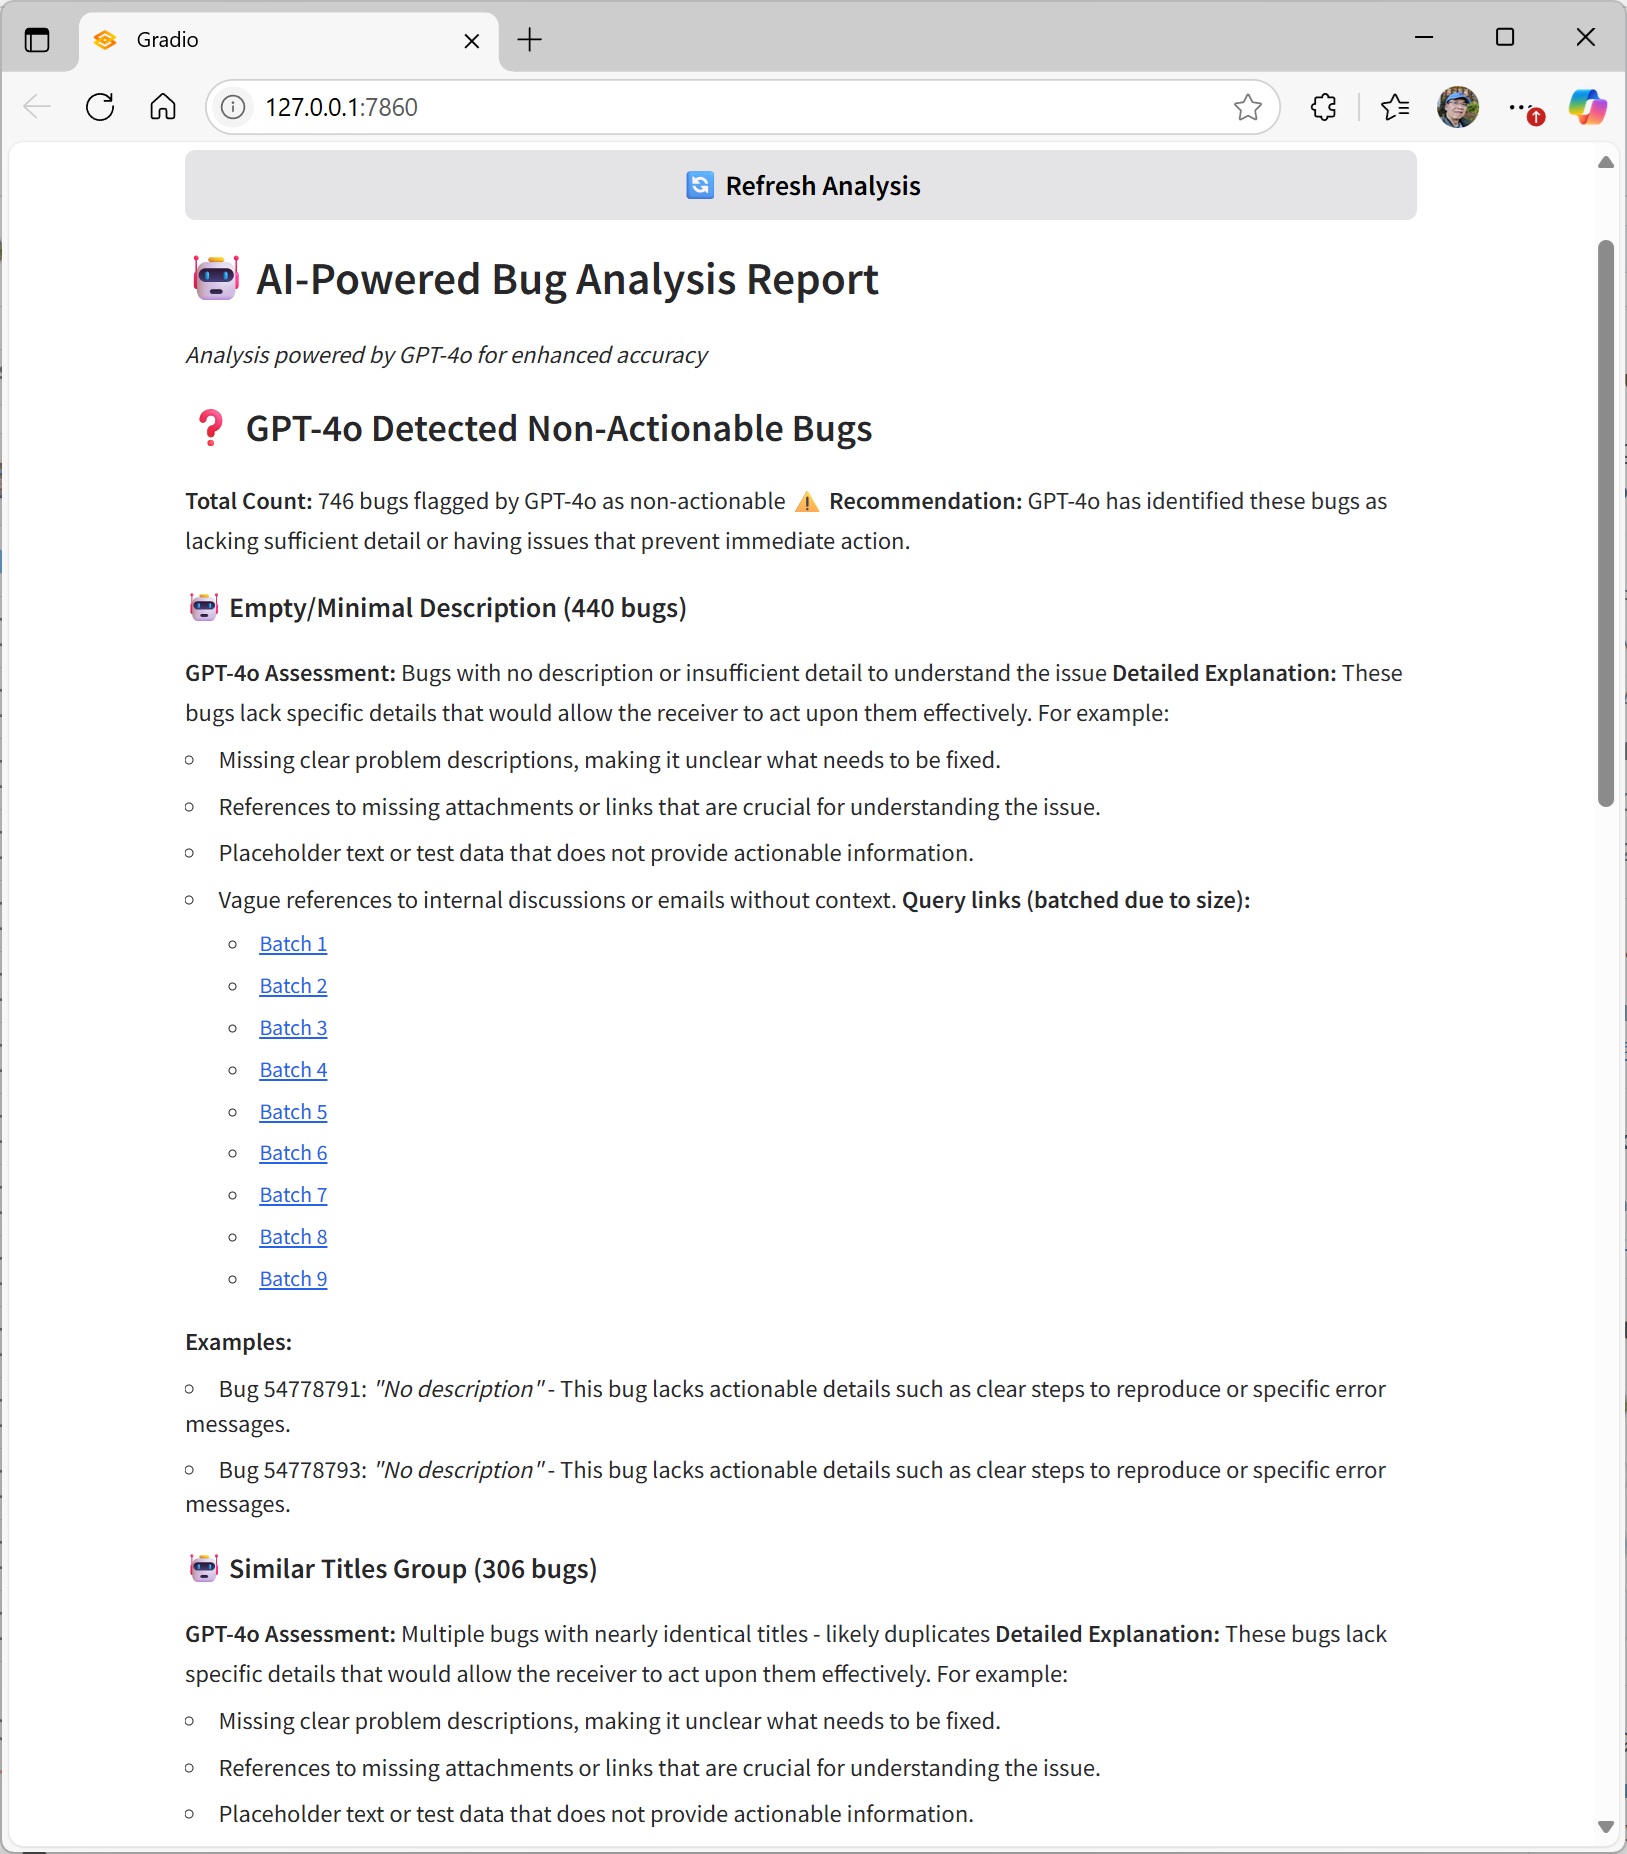 Gradio
127.0.0.1:7860
Refresh Analysis
AI-Powered Bug Analysis Report
Analysis powered by GPT-4o for enhanced accuracy
GPT-4o Detected Non-Actionable Bugs
Total Count: 746 bugs flagged by GPT-4o as non-actionable ⚠️ Recommendation: GPT-4o has identified these bugs as
lacking sufficient detail or having issues that prevent immediate action.
Empty/Minimal Description (440 bugs)
GPT-4o Assessment: Bugs with no description or insufficient detail to understand the issue Detailed Explanation: These
bugs lack specific details that would allow the receiver to act upon them effectively. For example:
Missing clear problem descriptions, making it unclear what needs to be fixed.
References to missing attachments or links that are crucial for understanding the issue.
Placeholder text or test data that does not provide actionable information.
Vague references to internal discussions or emails without context. Query links (batched due to size):
Batch 1
Batch 2
Batch 3
Batch 4
Batch 5
Batch 6
Batch 7
Batch 8
Batch 9
Examples:
Bug 54778791: "No description" - This bug lacks actionable details such as clear steps to reproduce or specific error
messages.
Bug 54778793: "No description" - This bug lacks actionable details such as clear steps to reproduce or specific error
messages.
Similar Titles Group (306 bugs)
GPT-4o Assessment: Multiple bugs with nearly identical titles - likely duplicates Detailed Explanation: These bugs lack
specific details that would allow the receiver to act upon them effectively. For example:
Missing clear problem descriptions, making it unclear what needs to be fixed.
References to missing attachments or links that are crucial for understanding the issue.
Placeholder text or test data that does not provide actionable information.